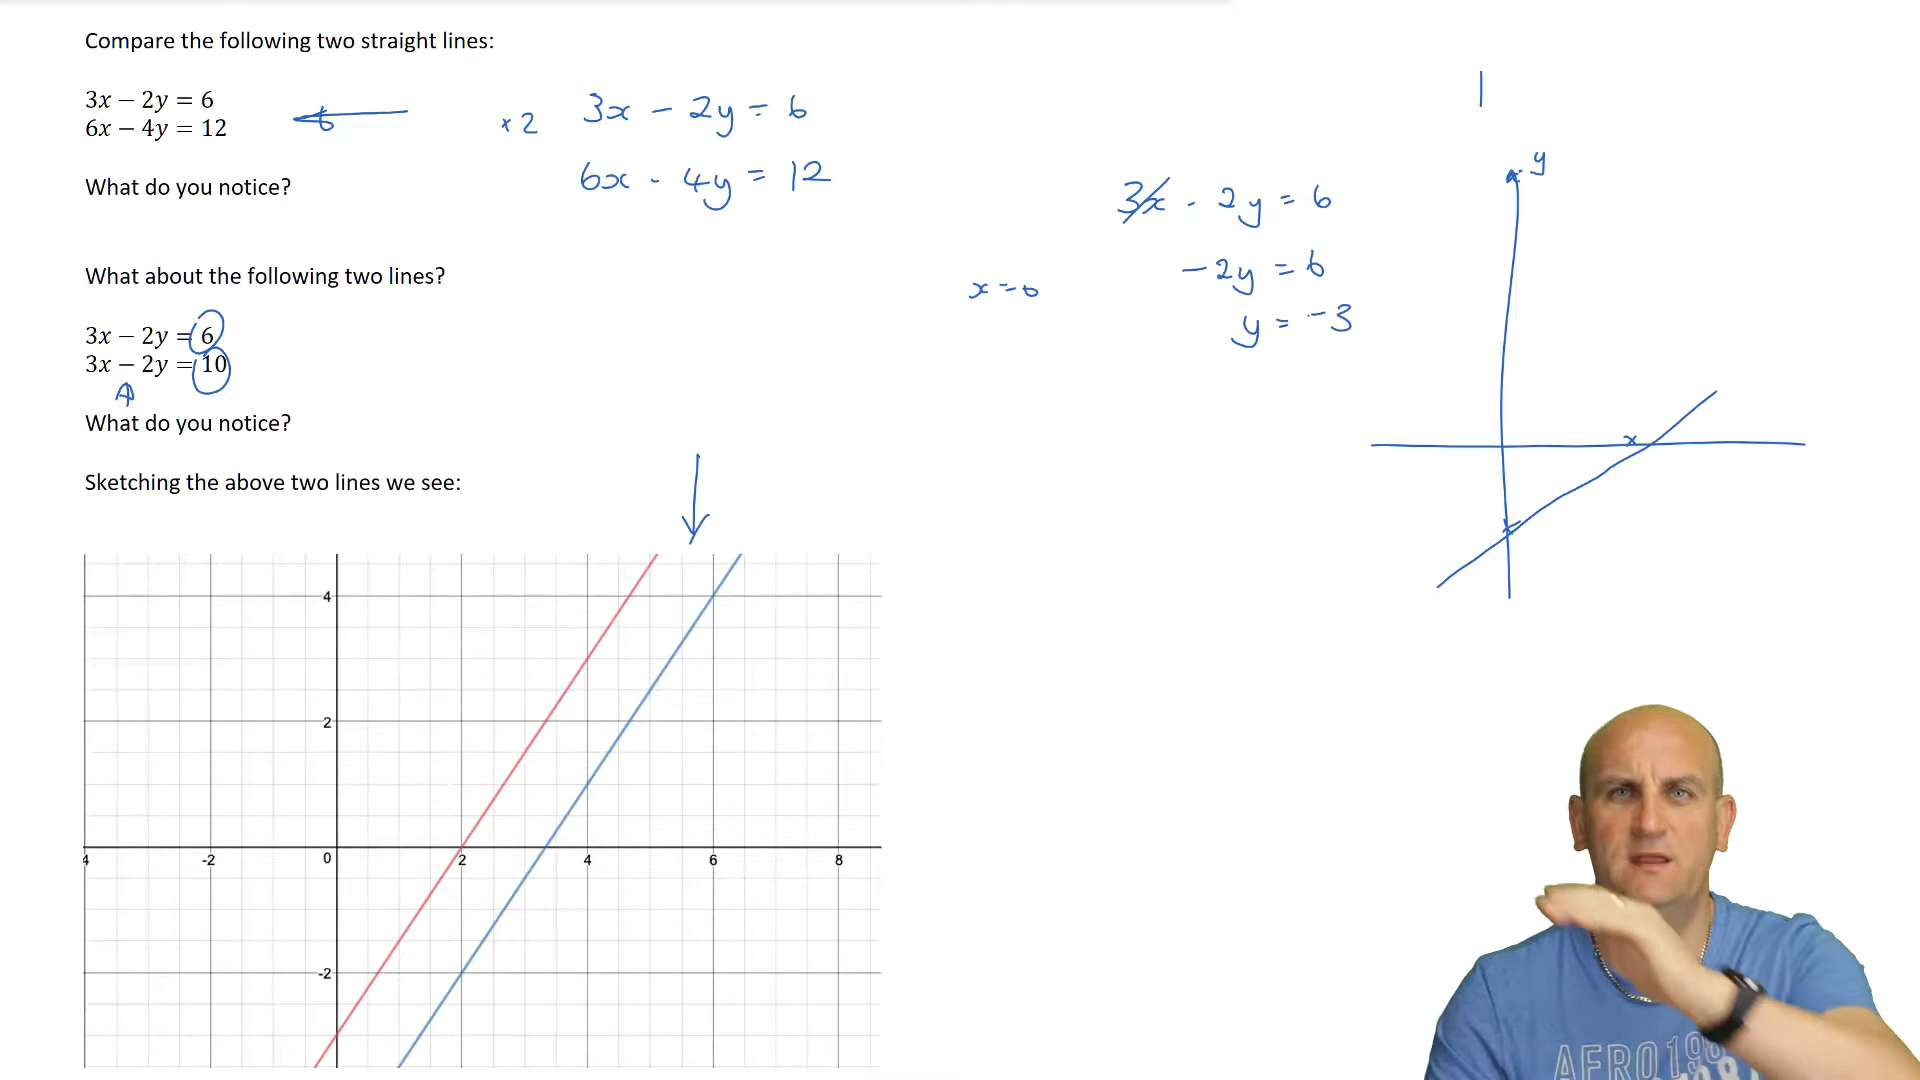 Compare the following two straight lines:
3x − 2y = 6
6x − 4y = 12
×2 3x − 2y = 6
6x - 4y = 12
What do you notice?
What about the following two lines?
3x − 2y = 6
3x − 2y = 10
What do you notice?
Sketching the above two lines we see:
3x - 2y = 6
-2y = 6
x=0
y = -3
y
x
4
2
4 -2 0 2 4 6 8
-2